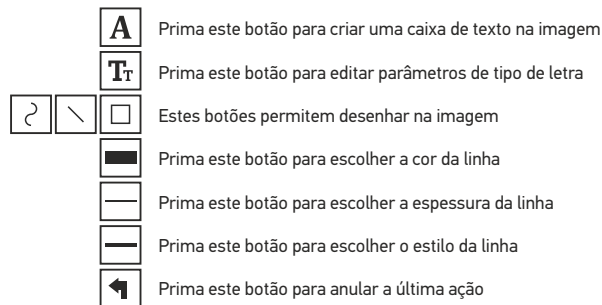 A Prima este botão para criar uma caixa de texto na imagem
TT Prima este botão para editar parâmetros de tipo de letra
Estes botões permitem desenhar na imagem
Prima este botão para escolher a cor da linha
Prima este botão para escolher a espessura da linha
Prima este botão para escolher o estilo da linha
Prima este botão para anular a última ação